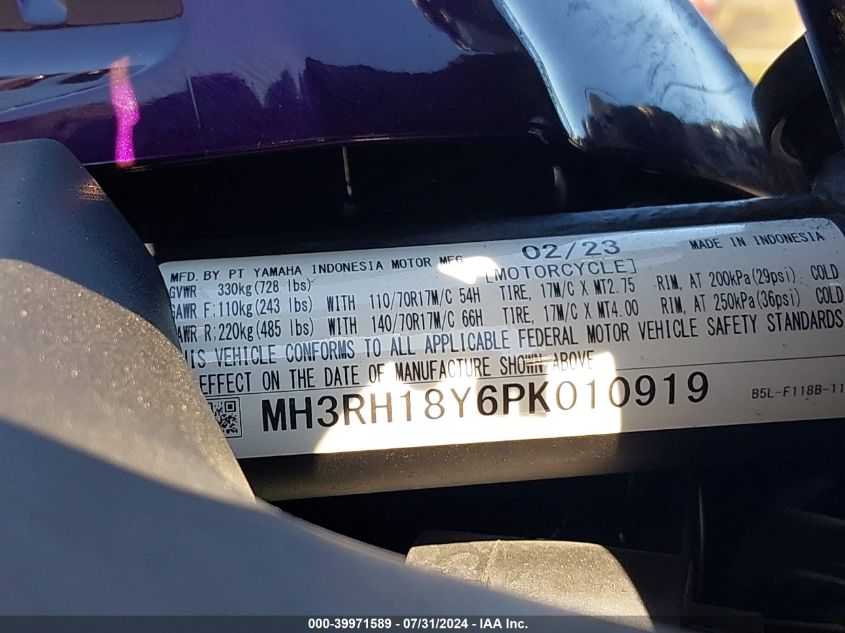 MFD. BY PT YAMAHA INDONESIA MOTOR MFG 02/23 MADE IN INDONESIA
GVWR 330kg(728 lbs) [MOTORCYCLE]
GAWR F:110kg(243 lbs) WITH 110/70R17M/C 54H TIRE, 17M/C X MT2.75 RIM, AT 200kPa(29psi) COLD
AWR R:220kg(485 lbs) WITH 140/70R17M/C 66H TIRE, 17M/C X MT4.00 RIM, AT 250kPa(36psi) COLD
IS VEHICLE CONFORMS TO ALL APPLICABLE FEDERAL MOTOR VEHICLE SAFETY STANDARDS
EFFECT ON THE DATE OF MANUFACTURE SHOWN ABOVE
MH3RH18Y6PK010919 B5L-F118B-11
000-39971589 / 07/31/2024 - IAA Inc.